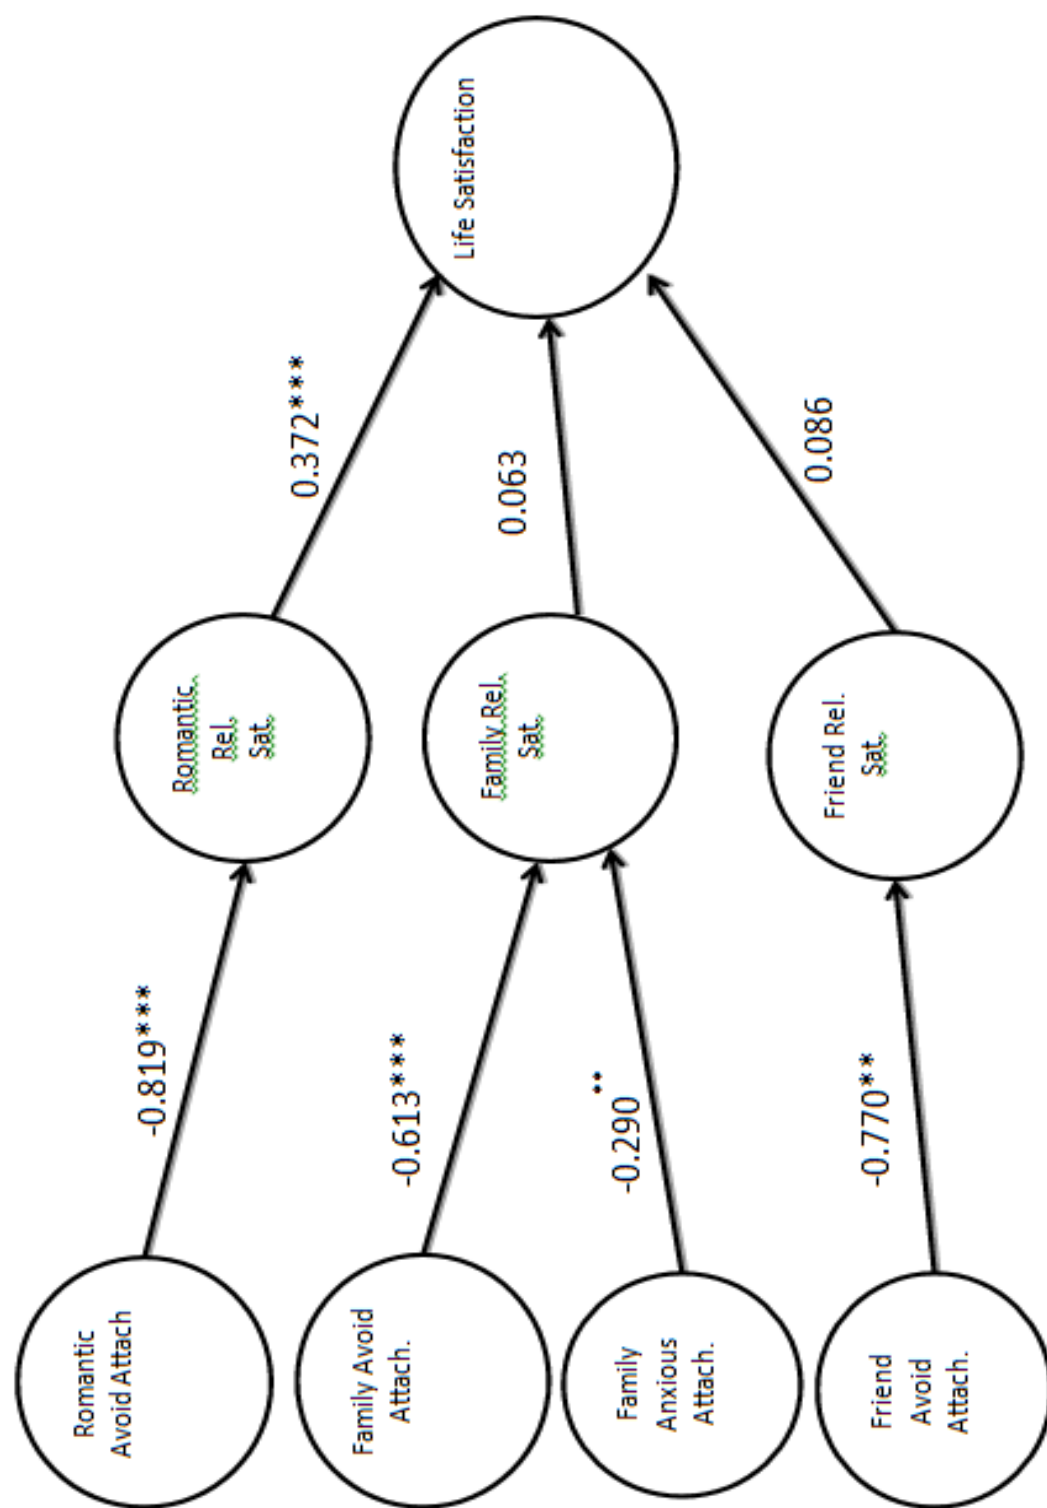 Romantic
Avoid Attach
Family Avoid
Attach.
Family
Anxious
Attach.
Friend
Avoid
Attach.
-0.819***
-0.613***
-0.290**
-0.770**
Romantic.
Rel.
Sat.
Family Rel.
Sat.
Friend Rel.
Sat.
0.372***
0.063
0.086
Life Satisfaction